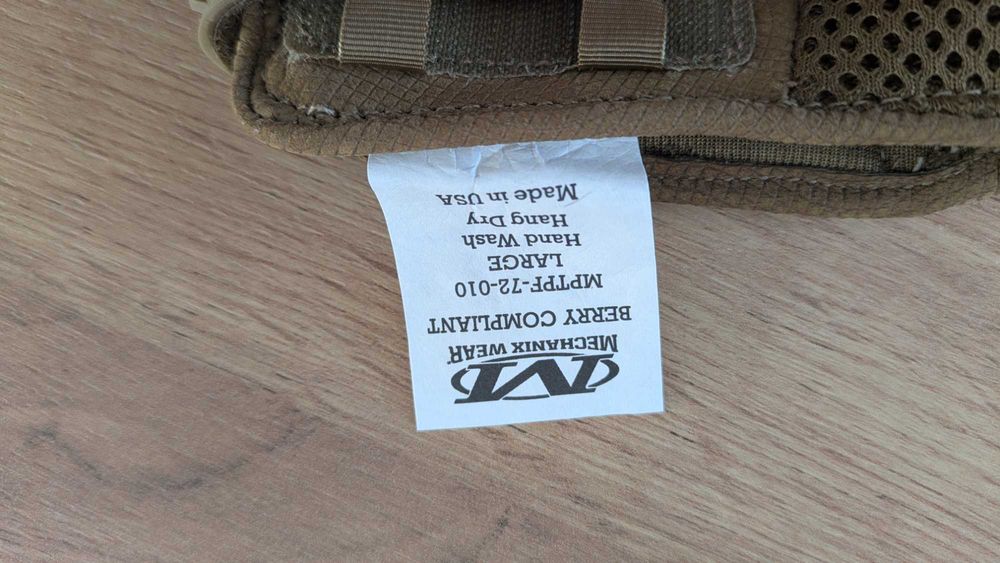 M
MECHANIX WEAR
BERRY COMPLIANT
MPTPF-72-010
LARGE
Hand Wash
Hang Dry
Made in USA